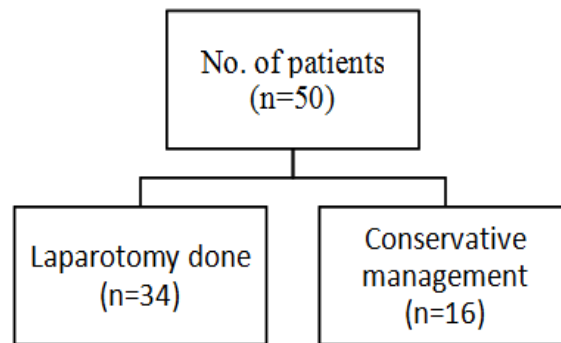 No. of patients
(n=50)
Laparotomy done
(n=34)
Conservative
management
(n=16)